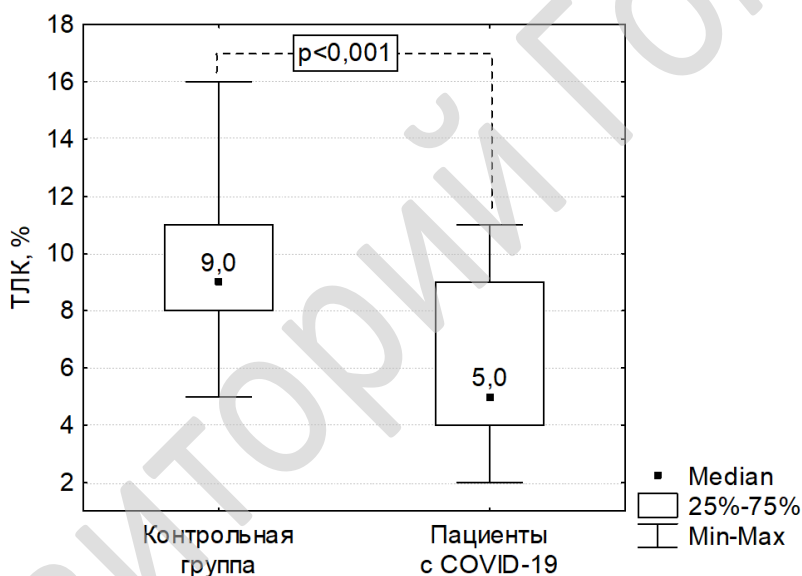 18
16
14
12
10
8
6
4
2
ТЛК, %
p<0,001
9,0
5,0
Контрольная
группа
Пациенты
с COVID-19
Median
25%-75%
Min-Max